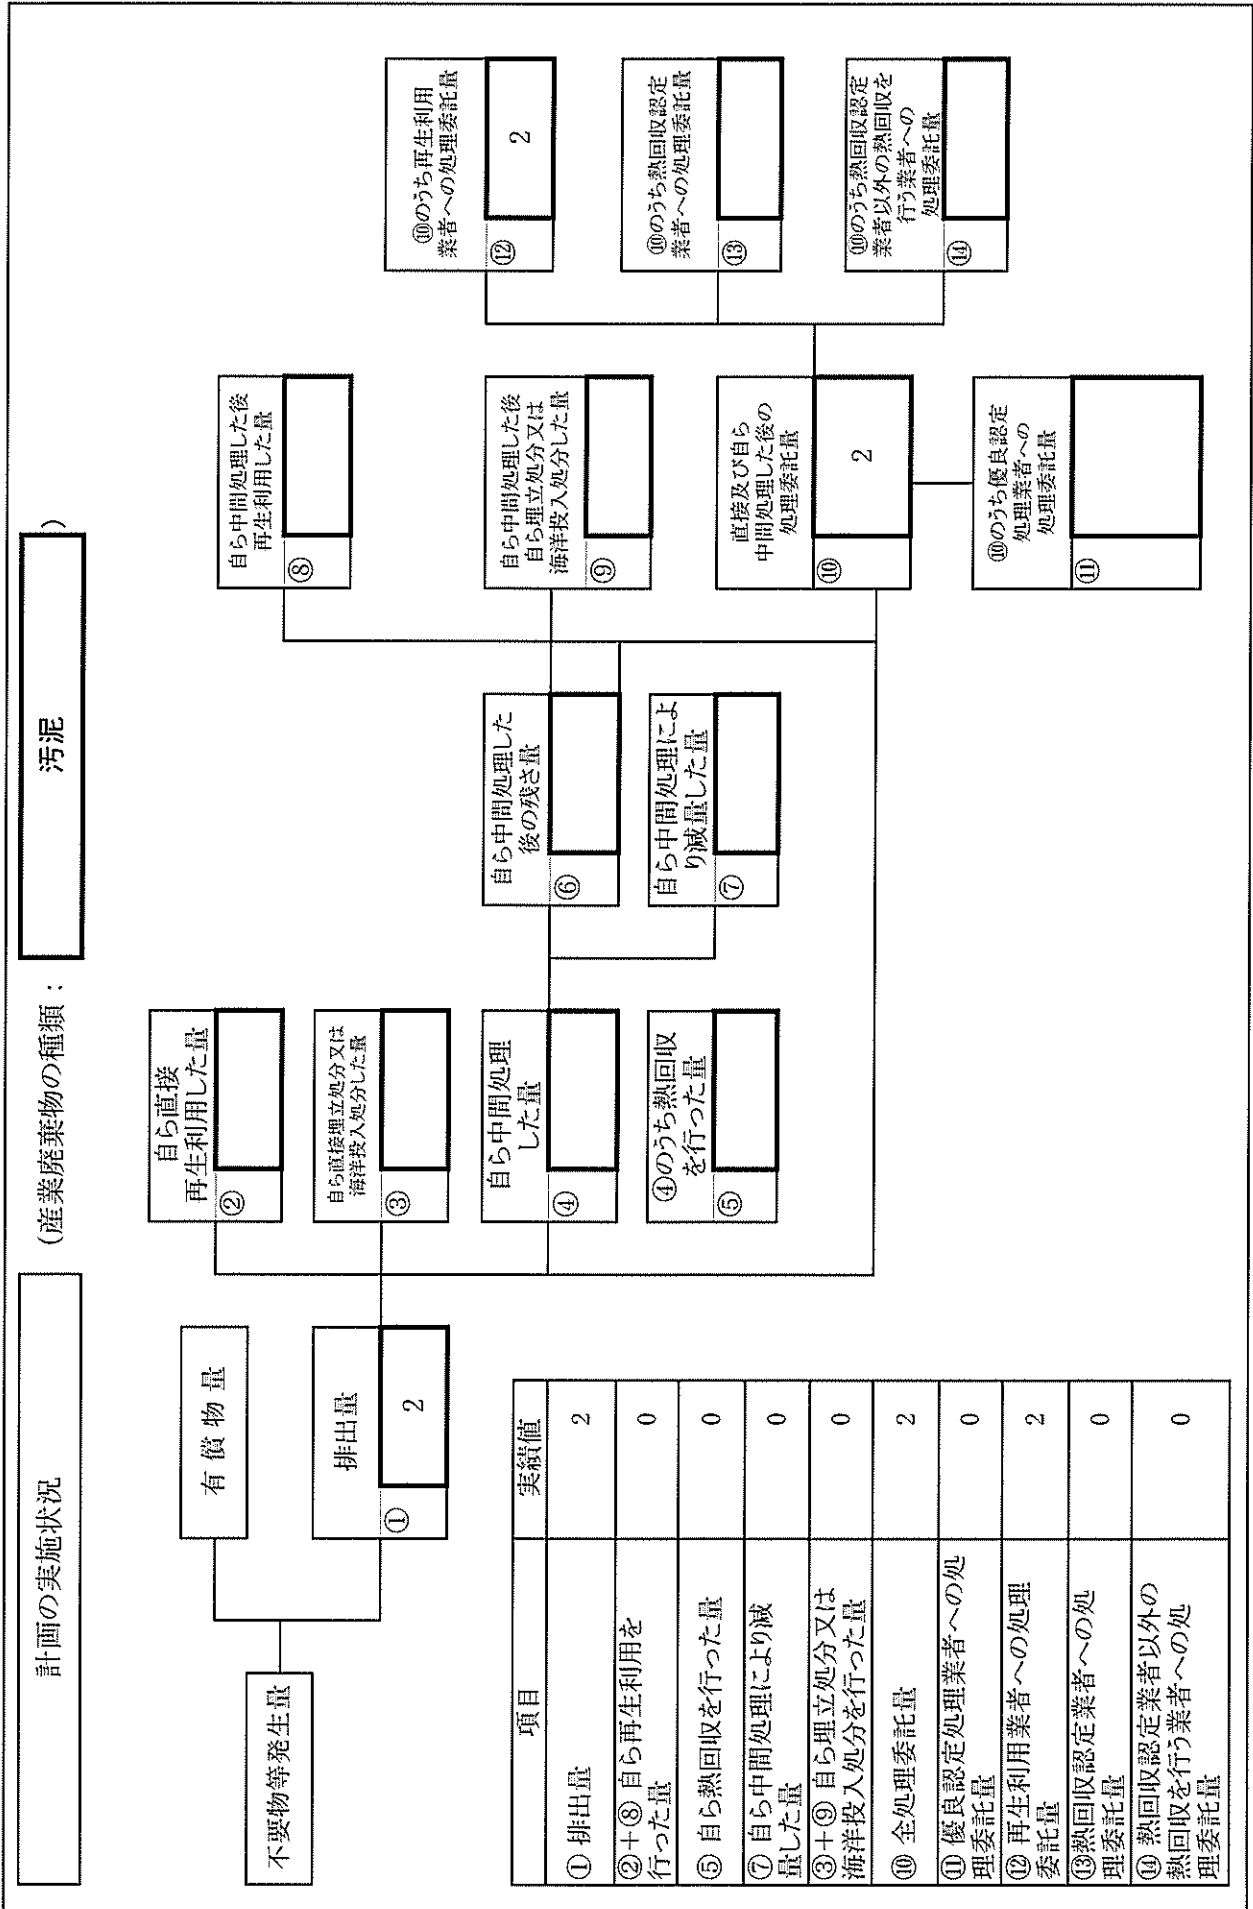 計画の実施状況
(産業廃棄物の種類：
汚泥
)
不要物等発生量
有償物量
排出量
①
2
自ら直接
再生利用した量
②
自ら直接埋立処分又は
海洋投入処分した量
③
自ら中間処理
した量
④
④のうち熱回収
を行った量
⑤
自ら中間処理した
後の残さ量
⑥
自ら中間処理によ
り減量した量
⑦
自ら中間処理した後
再生利用した量
⑧
自ら中間処理した後
自ら埋立処分又は
海洋投入処分した量
⑨
直接及び自ら
中間処理した後の
処理委託量
⑩
2
⑩のうち優良認定
処理業者への
処理委託量
⑪
⑩のうち再生利用
業者への処理委託量
⑫
2
⑩のうち熱回収認定
業者への処理委託量
⑬
⑩のうち熱回収認定
業者以外の熱回収を
行う業者への
処理委託量
⑭
項目 実績値
①排出量 2
②+⑧ 自ら再生利用を
行った量 0
⑤ 自ら熱回収を行った量 0
⑦ 自ら中間処理により減
量した量 0
③+⑨ 自ら埋立処分又は
海洋投入処分を行った量 0
⑩ 全処理委託量 2
⑪ 優良認定処理業者への処
理委託量 0
⑫ 再生利用業者への処理
委託量 2
⑬熱回収認定業者への処
理委託量 0
⑭ 熱回収認定業者以外の
熱回収を行う業者への処
理委託量 0